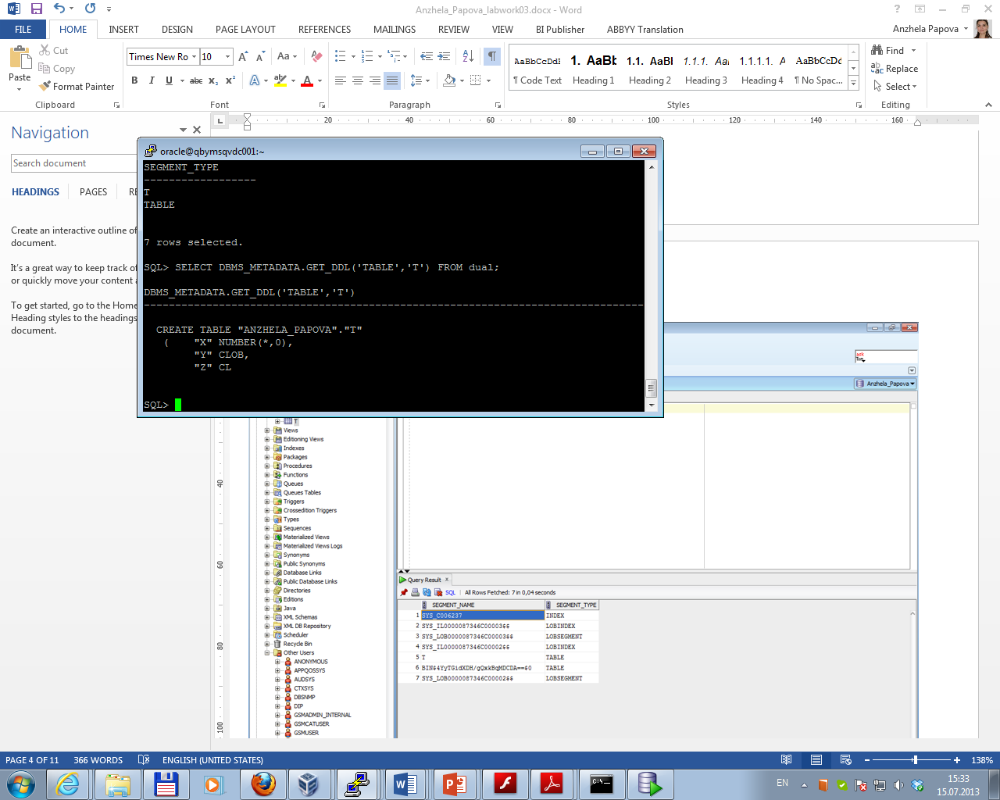 Anzhela_Papova_labwork03.docx - Word
FILE HOME INSERT DESIGN PAGE LAYOUT REFERENCES MAILINGS REVIEW VIEW BI Publisher ABBYY Translation
Anzhela Papova
Paste
Cut
Copy
Format Painter
Clipboard
Times New Ro 10
Font
Paragraph
AaBbCcDdI 1. AaBb 1.1. AaBl 1.1.1. Aa 1.1.1.1. A AaBbCcDd
¶ Code Text Heading 1 Heading 2 Heading 3 Heading 4 ¶ No Spac...
Styles
Find
Replace
Select
Editing
Navigation
Search document
HEADINGS PAGES RE
Create an interactive outline of
document.
It's a great way to keep track of
or quickly move your content a
To get started, go to the Home
Heading styles to the headings
document.
20 40 60 80 100 120 140 160
oracle@qbymsqvdc001:~
SEGMENT_TYPE
------------------
T
TABLE
7 rows selected.
SQL> SELECT DBMS_METADATA.GET_DDL('TABLE','T') FROM dual;
DBMS_METADATA.GET_DDL('TABLE','T')
--------------------------------------------------------------------------------
CREATE TABLE "ANZHELA_PAPOVA"."T"
( "X" NUMBER(*,0),
"Y" CLOB,
"Z" CL
SQL>
Anzhela_Papova
T
Views
Editioning Views
Indexes
Packages
Procedures
Functions
Queues
Queues Tables
Triggers
Crossedition Triggers
Types
Sequences
Materialized Views
Materialized Views Logs
Synonyms
Public Synonyms
Database Links
Public Database Links
Directories
Editions
Java
XML Schemas
XML DB Repository
Scheduler
Recycle Bin
Other Users
ANONYMOUS
APPQOSSYS
AUDSYS
CTXSYS
DBSNMP
DIP
GSMADMIN_INTERNAL
GSMCATUSER
GSMUSER
40
60
80
100
Query Result
SQL | All Rows Fetched: 7 in 0,04 seconds
SEGMENT_NAME SEGMENT_TYPE
1 SYS_C006237 INDEX
2 SYS_IL0000087346C00003$$ LOBINDEX
3 SYS_LOB0000087346C00003$$ LOBSEGMENT
4 SYS_IL0000087346C00002$$ LOBINDEX
5 T TABLE
6 BIN$4YyTGidXDH/gQxkBqMDCDA==$0 TABLE
7 SYS_LOB0000087346C00002$$ LOBSEGMENT
PAGE 4 OF 11 366 WORDS ENGLISH (UNITED STATES) 138%
EN
15:33
15.07.2013